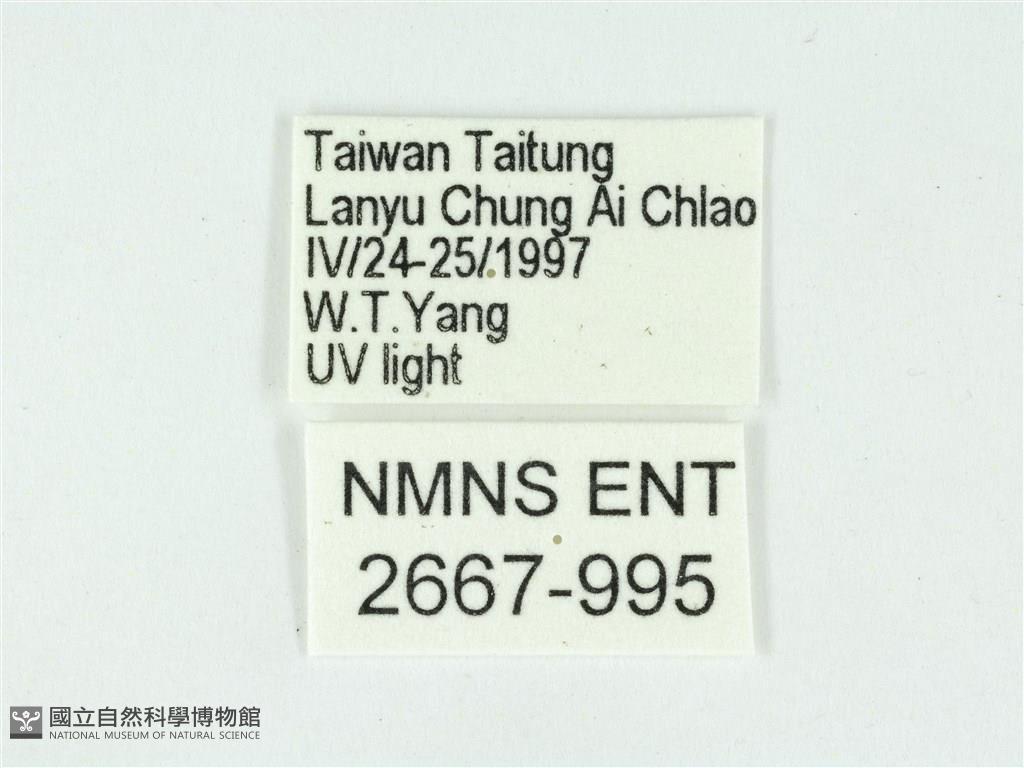 Taiwan Taitung
Lanyu Chung Ai Chlao
IV/24-25/1997
W.T.Yang
UV light
NMNS ENT
2667-995
國立自然科學博物館
NATIONAL MUSEUM OF NATURAL SCIENCE